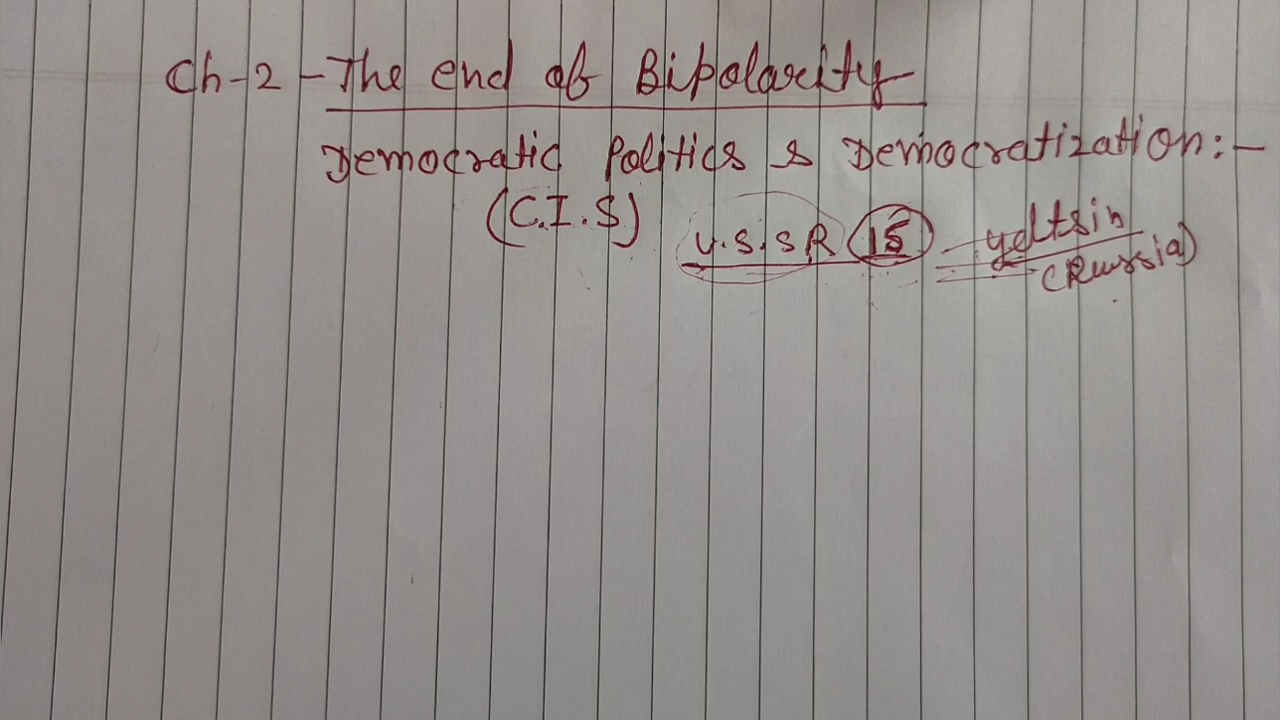 Ch-2 - The end of Bipolarity
Democratic Politics & Democratization:-
(C.I.S) U.S.S.R (15) - yeltsin
(Russia)